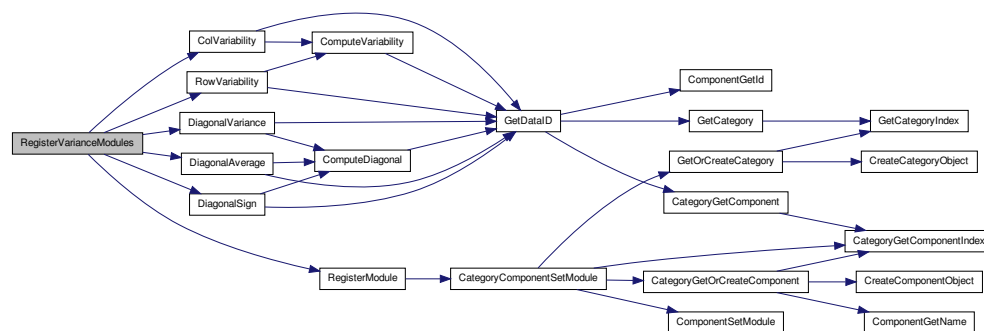 RegisterVarianceModules
ColVariability
RowVariability
DiagonalVariance
DiagonalAverage
DiagonalSign
RegisterModule
ComputeVariability
ComputeDiagonal
CategoryComponentSetModule
GetDataID
ComponentGetId
GetCategory
GetOrCreateCategory
CategoryGetComponent
CategoryGetOrCreateComponent
ComponentSetModule
GetCategoryIndex
CreateCategoryObject
CategoryGetComponentIndex
CreateComponentObject
ComponentGetName